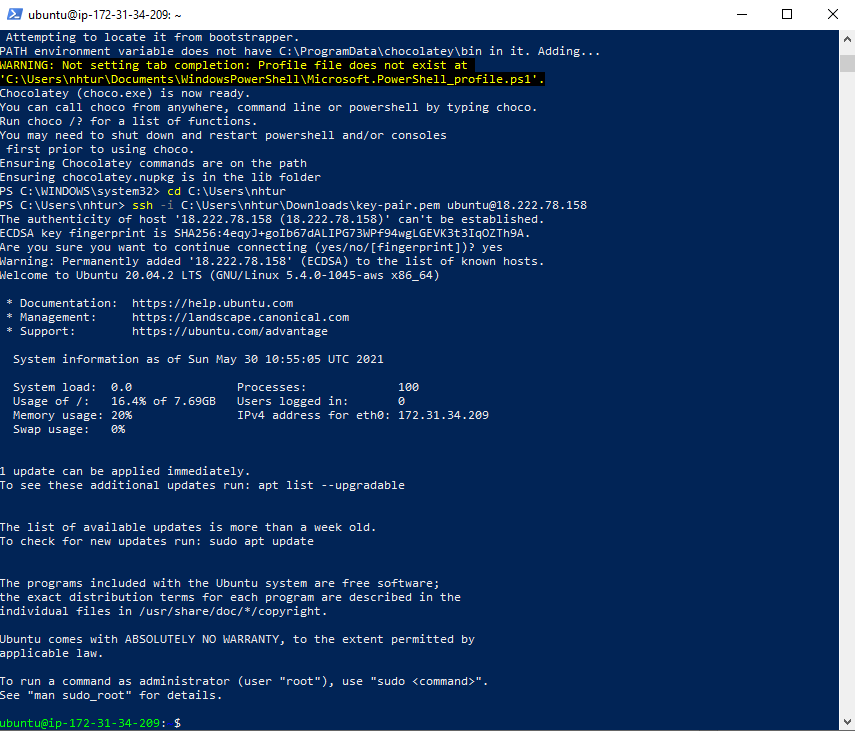 ubuntu@ip-172-31-34-209: ~
Attempting to locate it from bootstrapper.
PATH environment variable does not have C:\ProgramData\chocolatey\bin in it. Adding...
WARNING: Not setting tab completion: Profile file does not exist at
'C:\Users\nhtur\Documents\WindowsPowerShell\Microsoft.PowerShell_profile.ps1'.
Chocolatey (choco.exe) is now ready.
You can call choco from anywhere, command line or powershell by typing choco.
Run choco /? for a list of functions.
You may need to shut down and restart powershell and/or consoles
first prior to using choco.
Ensuring Chocolatey commands are on the path
Ensuring chocolatey.nupkg is in the lib folder
PS C:\WINDOWS\system32> cd C:\Users\nhtur
PS C:\Users\nhtur> ssh -i C:\Users\nhtur\Downloads\key-pair.pem ubuntu@18.222.78.158
The authenticity of host '18.222.78.158 (18.222.78.158)' can't be established.
ECDSA key fingerprint is SHA256:4eqyJ+goIb67dALIPG73WPf94wgLGEVK3t3IqOZTh9A.
Are you sure you want to continue connecting (yes/no/[fingerprint])? yes
Warning: Permanently added '18.222.78.158' (ECDSA) to the list of known hosts.
Welcome to Ubuntu 20.04.2 LTS (GNU/Linux 5.4.0-1045-aws x86_64)
* Documentation:  https://help.ubuntu.com
* Management:     https://landscape.canonical.com
* Support:        https://ubuntu.com/advantage
System information as of Sun May 30 10:55:05 UTC 2021
System load:  0.0               Processes:             100
Usage of /:   16.4% of 7.69GB   Users logged in:       0
Memory usage: 20%               IPv4 address for eth0: 172.31.34.209
Swap usage:   0%
1 update can be applied immediately.
To see these additional updates run: apt list --upgradable
The list of available updates is more than a week old.
To check for new updates run: sudo apt update
The programs included with the Ubuntu system are free software;
the exact distribution terms for each program are described in the
individual files in /usr/share/doc/*/copyright.
Ubuntu comes with ABSOLUTELY NO WARRANTY, to the extent permitted by
applicable law.
To run a command as administrator (user "root"), use "sudo <command>".
See "man sudo_root" for details.
ubuntu@ip-172-31-34-209: $